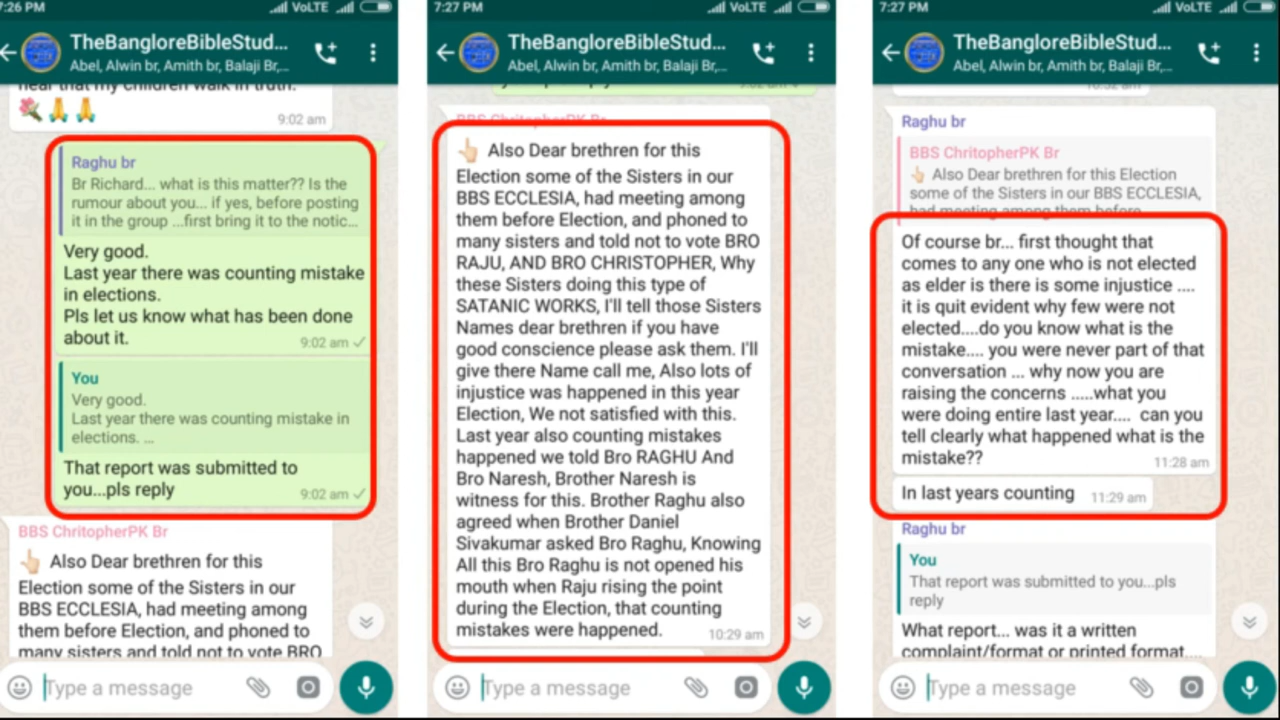 7:26 PM
VoLTE
TheBangloreBibleStud...
Abel, Alwin br, Amith br, Balaji Br,...
hear that my children walk in truth.
9:02 am
Raghu br
Br Richard... what is this matter?? Is the
rumour about you... if yes, before posting
it in the group ...first bring it to the notic...
Very good.
Last year there was counting mistake
in elections.
Pls let us know what has been done
about it.
9:02 am
You
Very good.
Last year there was counting mistake in
elections. ...
That report was submitted to
you...pls reply
9:02 am
BBS ChritopherPK Br
👆🏻 Also Dear brethren for this
Election some of the Sisters in our
BBS ECCLESIA, had meeting among
them before Election, and phoned to
many sisters and told not to vote BRO
Type a message
7:27 PM
VoLTE
TheBangloreBibleStud...
Abel, Alwin br, Amith br, Balaji Br,...
9:02 am
BBS ChritopherPK Br
👆🏻 Also Dear brethren for this
Election some of the Sisters in our
BBS ECCLESIA, had meeting among
them before Election, and phoned to
many sisters and told not to vote BRO
RAJU, AND BRO CHRISTOPHER, Why
these Sisters doing this type of
SATANIC WORKS, I'll tell those Sisters
Names dear brethren if you have
good conscience please ask them. I'll
give there Name call me, Also lots of
injustice was happened in this year
Election, We not satisfied with this.
Last year also counting mistakes
happened we told Bro RAGHU And
Bro Naresh, Brother Naresh is
witness for this. Brother Raghu also
agreed when Brother Daniel
Sivakumar asked Bro Raghu, Knowing
All this Bro Raghu is not opened his
mouth when Raju rising the point
during the Election, that counting
mistakes were happened.
10:29 am
Type a message
7:27 PM
VoLTE
TheBangloreBibleStud...
Abel, Alwin br, Amith br, Balaji Br,...
10:32 am
Raghu br
BBS ChritopherPK Br
👆🏻 Also Dear brethren for this Election
some of the Sisters in our BBS ECCLESIA,
had meeting among them before
Of course br... first thought that
comes to any one who is not elected
as elder is there is some injustice ....
it is quit evident why few were not
elected....do you know what is the
mistake.... you were never part of that
conversation ... why now you are
raising the concerns .....what you
were doing entire last year.... can you
tell clearly what happened what is the
mistake??
11:28 am
In last years counting
11:29 am
Raghu br
You
That report was submitted to you...pls
reply
What report... was it a written
complaint/format or printed format....
Type a message